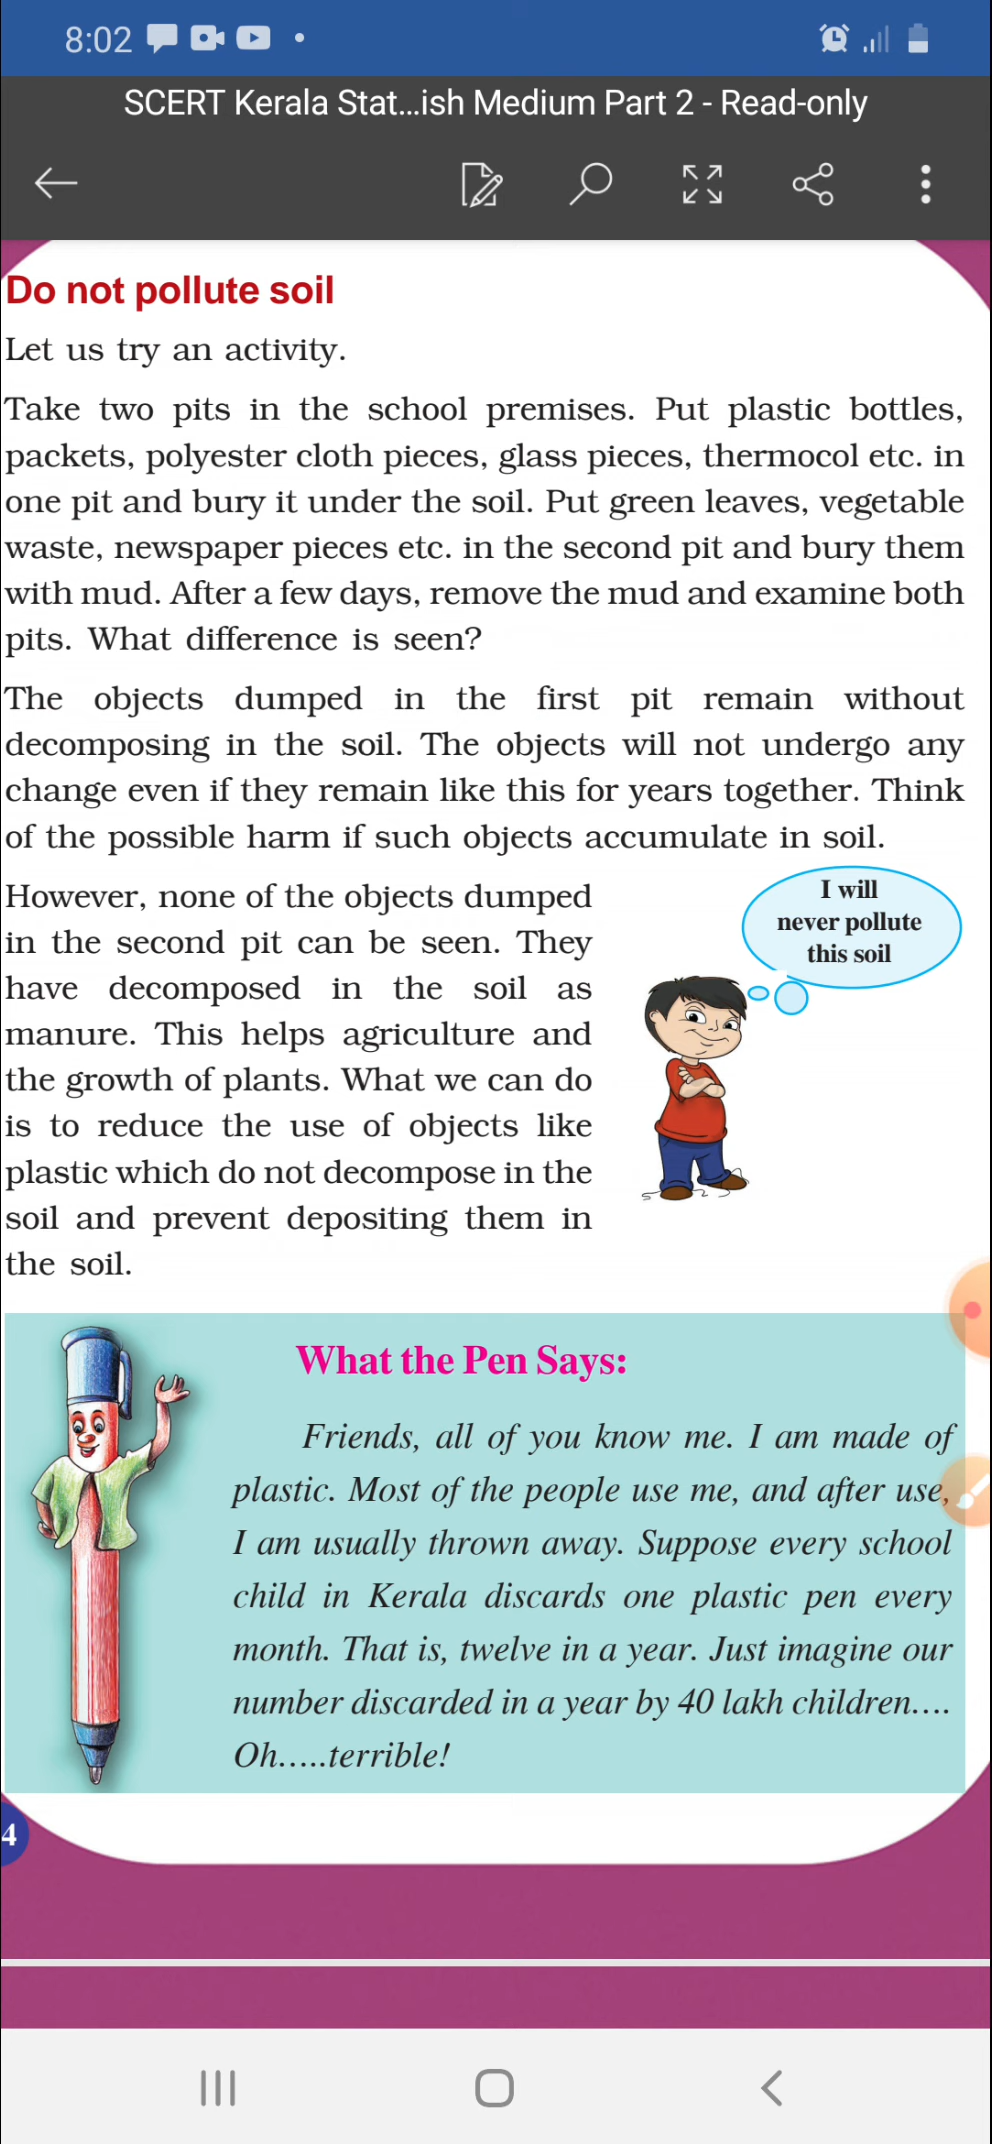 8:02
SCERT Kerala Stat...ish Medium Part 2 - Read-only
Do not pollute soil
Let us try an activity.
Take two pits in the school premises. Put plastic bottles,
packets, polyester cloth pieces, glass pieces, thermocol etc. in
one pit and bury it under the soil. Put green leaves, vegetable
waste, newspaper pieces etc. in the second pit and bury them
with mud. After a few days, remove the mud and examine both
pits. What difference is seen?
The objects dumped in the first pit remain without
decomposing in the soil. The objects will not undergo any
change even if they remain like this for years together. Think
of the possible harm if such objects accumulate in soil.
However, none of the objects dumped
in the second pit can be seen. They
have decomposed in the soil as
manure. This helps agriculture and
the growth of plants. What we can do
is to reduce the use of objects like
plastic which do not decompose in the
soil and prevent depositing them in
the soil.
I will
never pollute
this soil
What the Pen Says:
Friends, all of you know me. I am made of
plastic. Most of the people use me, and after use,
I am usually thrown away. Suppose every school
child in Kerala discards one plastic pen every
month. That is, twelve in a year. Just imagine our
number discarded in a year by 40 lakh children....
Oh.....terrible!
4